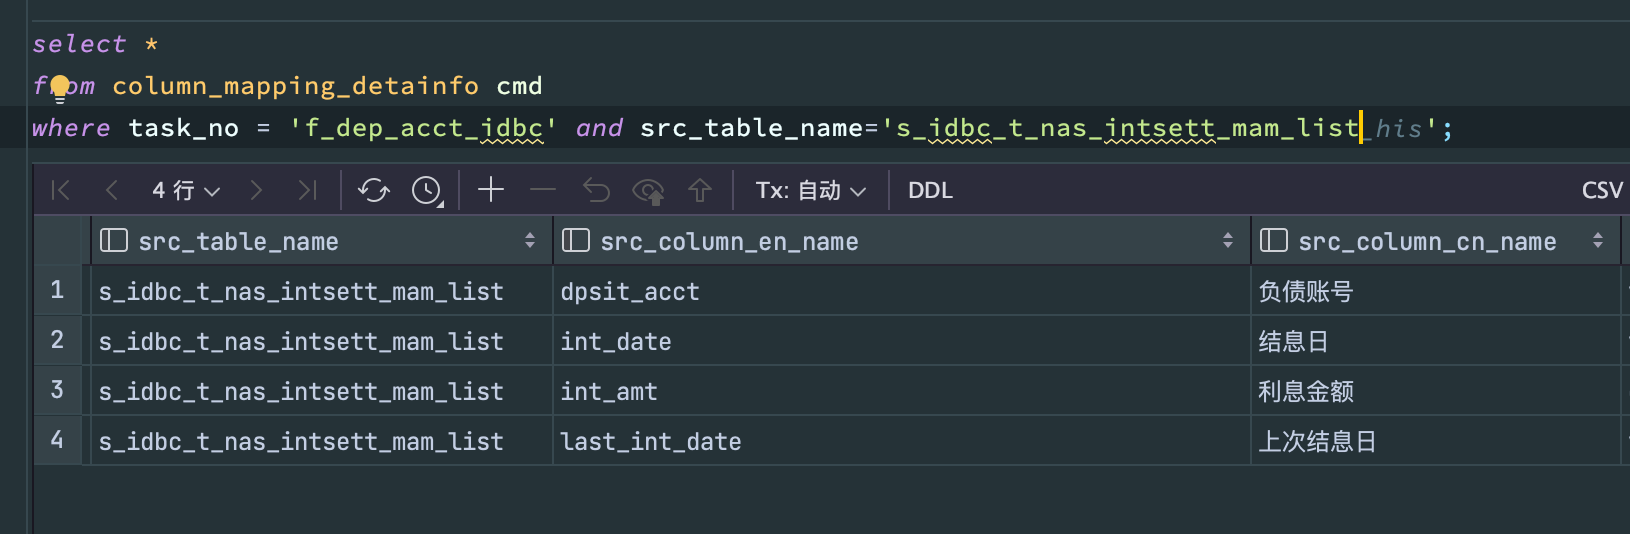 select *
from column_mapping_detainfo cmd
where task_no = 'f_dep_acct_idbc' and src_table_name='s_idbc_t_nas_intsett_mam_list_his';
4 行 Tx: 自动 DDL CSV
src_table_name src_column_en_name src_column_cn_name
1 s_idbc_t_nas_intsett_mam_list dpsit_acct 负债账号
2 s_idbc_t_nas_intsett_mam_list int_date 结息日
3 s_idbc_t_nas_intsett_mam_list int_amt 利息金额
4 s_idbc_t_nas_intsett_mam_list last_int_date 上次结息日